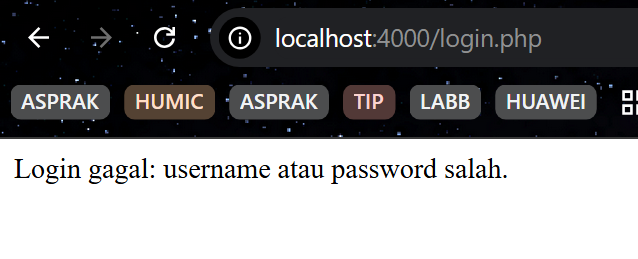 localhost:4000/login.php
ASPRAK HUMIC ASPRAK TIP LABB HUAWEI
Login gagal: username atau password salah.